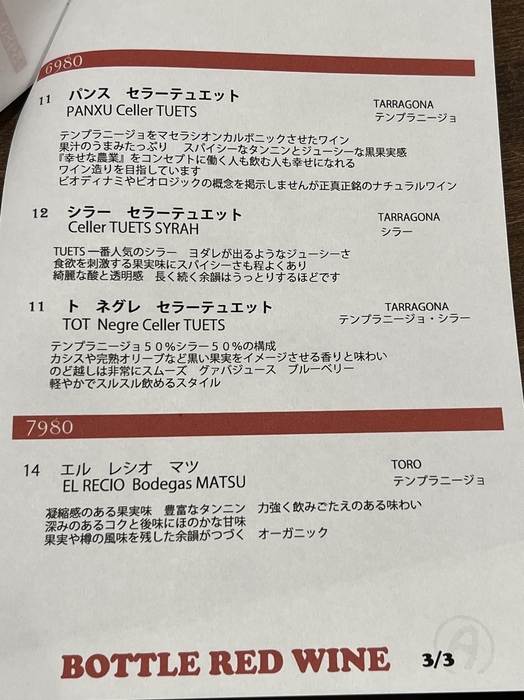 6980
11 パンス セラーテュエット
PANXU Celler TUETS
TARRAGONA
テンプラニージョ
テンプラニージョをマセラシオンカルボニックさせたワイン
果汁のうまみたっぷり スパイシーなタンニンとジューシーな黒果実感
『幸せな農業』をコンセプトに働く人も飲む人も幸せになれる
ワイン造りを目指しています
ビオディナミやビオロジックの概念を掲示しませんが正真正銘のナチュラルワイン
12 シラー セラーテュエット
Celler TUETS SYRAH
TARRAGONA
シラー
TUETS一番人気のシラー ヨダレが出るようなジューシーさ
食欲を刺激する果実味にスパイシーさも程よくあり
綺麗な酸と透明感 長く続く余韻はうっとりするほどです
11 ト ネグレ セラーテュエット
TOT Negre Celler TUETS
TARRAGONA
テンプラニージョ・シラー
テンプラニージョ50%シラー50%の構成
カシスや完熟オリーブなど黒い果実をイメージさせる香りと味わい
のど越しは非常にスムーズ グァバジュース ブルーベリー
軽やかでスルスル飲めるスタイル
7980
14 エル レシオ マツ
EL RECIO Bodegas MATSU
TORO
テンプラニージョ
凝縮感のある果実味 豊富なタンニン 力強く飲みごたえのある味わい
深みのあるコクと後味にほのかな甘味
果実や樽の風味を残した余韻がつづく オーガニック
BOTTLE RED WINE 3/3